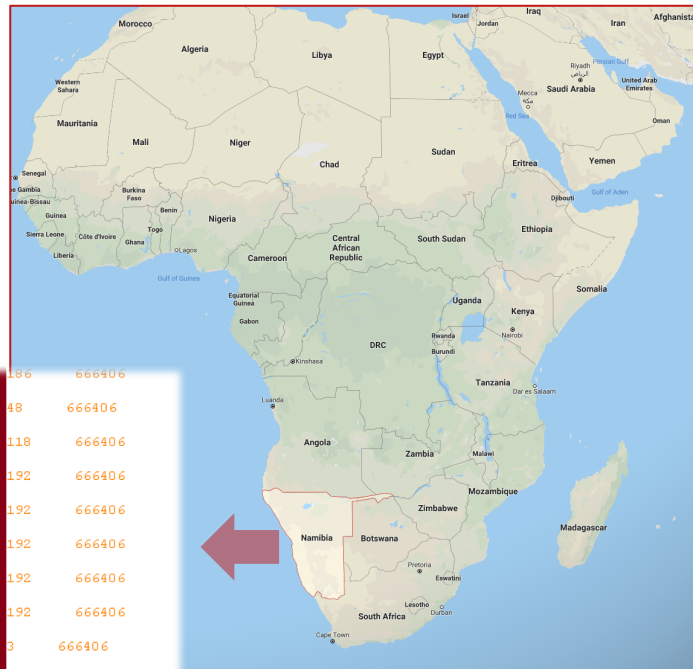 Morocco
Israel
Jordan
Iraq
Iran
Afghanista
Algeria
Libya
Egypt
Persian Gulf
Western
Sahara
Riyadh
الرياض
Saudi Arabia
United Arab
Emirates
Mecca
مكة
Red Sea
Oman
Mauritania
Mali
Niger
Chad
Sudan
Eritrea
Yemen
Gulf of Aden
Djibouti
Senegal
he Gambia
uinea-Bissau
Guinea
Burkina
Faso
Benin
Nigeria
Sierra Leone
Côte d'Ivoire
Togo
Ghana
Liberia
Lagos
Cameroon
Central
African
Republic
South Sudan
Ethiopia
Somalia
Gulf of Guinea
Equatorial
Guinea
Gabon
Uganda
Kenya
Rwanda
Nairobi
Burundi
DRC
Kinshasa
Tanzania
Dar es Salaam
Luanda
Angola
Zambia
Malawi
Mozambique
Zimbabwe
Madagascar
Namibia
Botswana
Pretoria
Eswatini
Lesotho
Durban
South Africa
Cape Town
186 666406
48 666406
118 666406
192 666406
192 666406
192 666406
192 666406
192 666406
3 666406